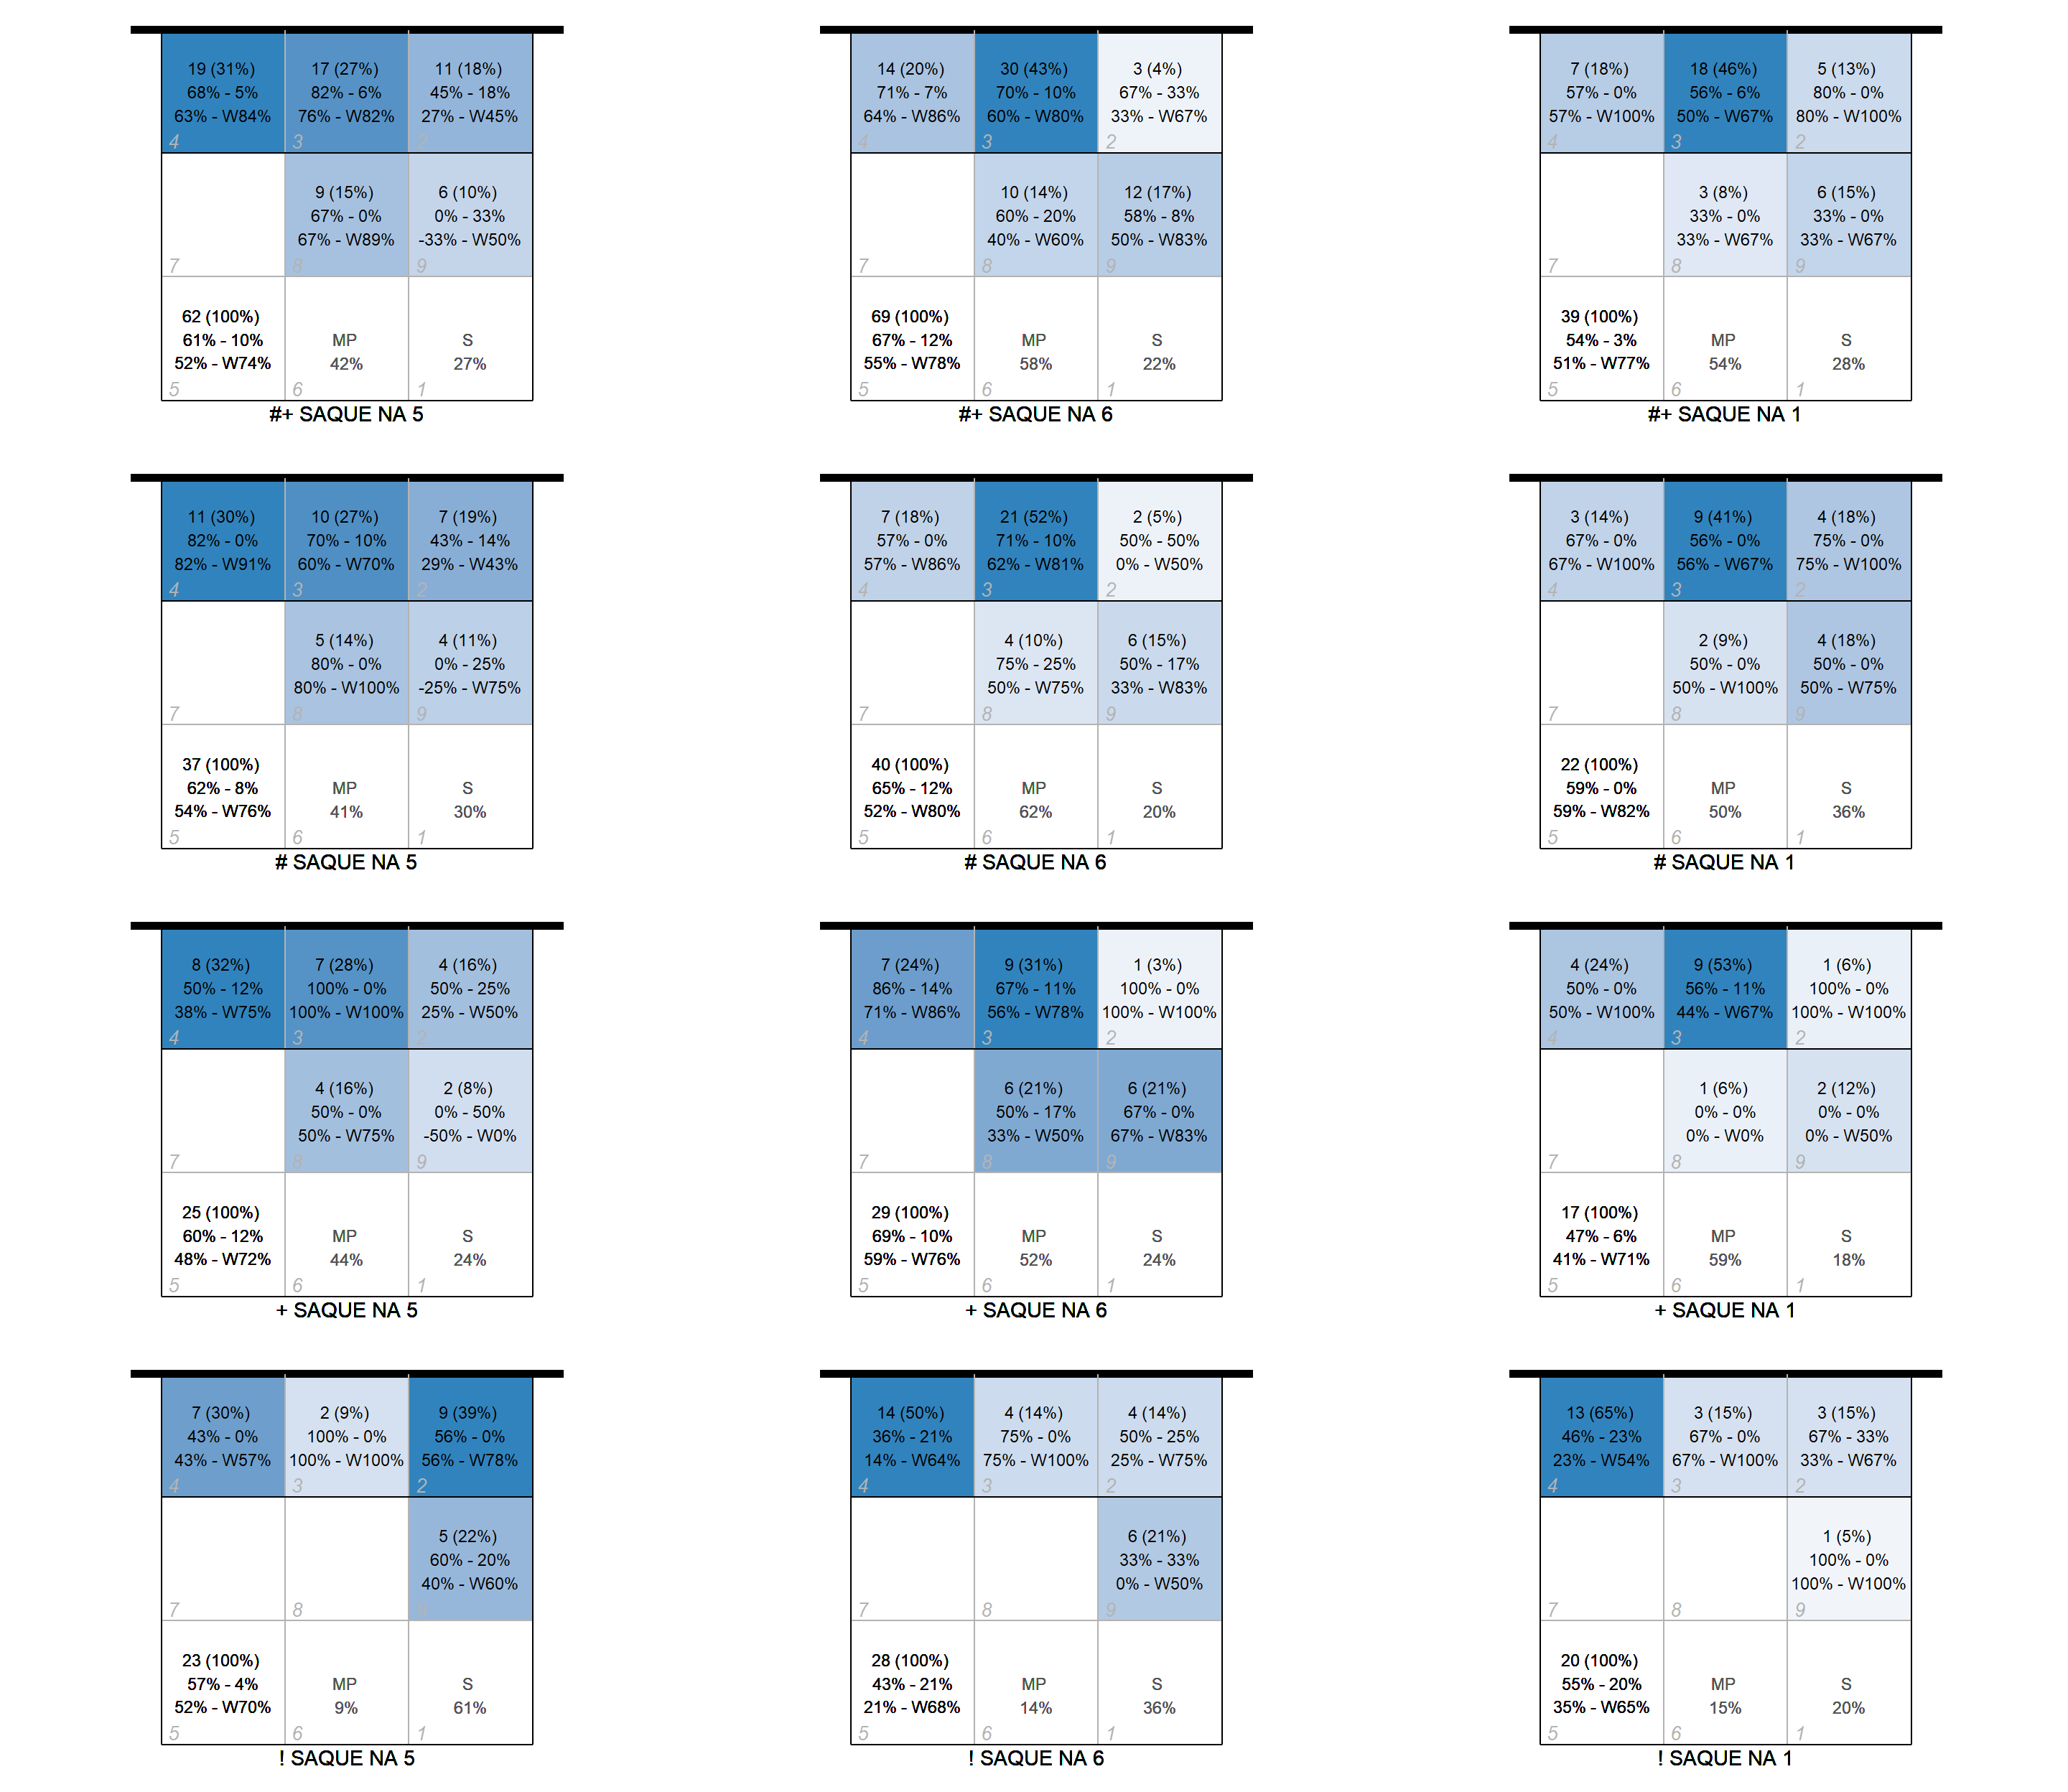 19 (31%)
68% - 5%
63% - W84%
4
17 (27%)
82% - 6%
76% - W82%
3
11 (18%)
45% - 18%
27% - W45%
2
7
9 (15%)
67% - 0%
67% - W89%
8
6 (10%)
0% - 33%
-33% - W50%
9
62 (100%)
61% - 10%
52% - W74%
5
MP
42%
6
S
27%
1
#+ SAQUE NA 5
14 (20%)
71% - 7%
64% - W86%
4
30 (43%)
70% - 10%
60% - W80%
3
3 (4%)
67% - 33%
33% - W67%
2
7
10 (14%)
60% - 20%
40% - W60%
8
12 (17%)
58% - 8%
50% - W83%
9
69 (100%)
67% - 12%
55% - W78%
5
MP
58%
6
S
22%
1
#+ SAQUE NA 6
7 (18%)
57% - 0%
57% - W100%
4
18 (46%)
56% - 6%
50% - W67%
3
5 (13%)
80% - 0%
80% - W100%
2
7
3 (8%)
33% - 0%
33% - W67%
8
6 (15%)
33% - 0%
33% - W67%
9
39 (100%)
54% - 3%
51% - W77%
5
MP
54%
6
S
28%
1
#+ SAQUE NA 1
11 (30%)
82% - 0%
82% - W91%
4
10 (27%)
70% - 10%
60% - W70%
3
7 (19%)
43% - 14%
29% - W43%
2
7
5 (14%)
80% - 0%
80% - W100%
8
4 (11%)
0% - 25%
-25% - W75%
9
37 (100%)
62% - 8%
54% - W76%
5
MP
41%
6
S
30%
1
# SAQUE NA 5
7 (18%)
57% - 0%
57% - W86%
4
21 (52%)
71% - 10%
62% - W81%
3
2 (5%)
50% - 50%
0% - W50%
2
7
4 (10%)
75% - 25%
50% - W75%
8
6 (15%)
50% - 17%
33% - W83%
9
40 (100%)
65% - 12%
52% - W80%
5
MP
62%
6
S
20%
1
# SAQUE NA 6
3 (14%)
67% - 0%
67% - W100%
4
9 (41%)
56% - 0%
56% - W67%
3
4 (18%)
75% - 0%
75% - W100%
2
7
2 (9%)
50% - 0%
50% - W100%
8
4 (18%)
50% - 0%
50% - W75%
9
22 (100%)
59% - 0%
59% - W82%
5
MP
50%
6
S
36%
1
# SAQUE NA 1
8 (32%)
50% - 12%
38% - W75%
4
7 (28%)
100% - 0%
100% - W100%
3
4 (16%)
50% - 25%
25% - W50%
2
7
4 (16%)
50% - 0%
50% - W75%
8
2 (8%)
0% - 50%
-50% - W0%
9
25 (100%)
60% - 12%
48% - W72%
5
MP
44%
6
S
24%
1
+ SAQUE NA 5
7 (24%)
86% - 14%
71% - W86%
4
9 (31%)
67% - 11%
56% - W78%
3
1 (3%)
100% - 0%
100% - W100%
2
7
6 (21%)
50% - 17%
33% - W50%
8
6 (21%)
67% - 0%
67% - W83%
9
29 (100%)
69% - 10%
59% - W76%
5
MP
52%
6
S
24%
1
+ SAQUE NA 6
4 (24%)
50% - 0%
50% - W100%
4
9 (53%)
56% - 11%
44% - W67%
3
1 (6%)
100% - 0%
100% - W100%
2
7
1 (6%)
0% - 0%
0% - W0%
8
2 (12%)
0% - 0%
0% - W50%
9
17 (100%)
47% - 6%
41% - W71%
5
MP
59%
6
S
18%
1
+ SAQUE NA 1
7 (30%)
43% - 0%
43% - W57%
4
2 (9%)
100% - 0%
100% - W100%
3
9 (39%)
56% - 0%
56% - W78%
2
7
8
5 (22%)
60% - 20%
40% - W60%
9
23 (100%)
57% - 4%
52% - W70%
5
MP
9%
6
S
61%
1
! SAQUE NA 5
14 (50%)
36% - 21%
14% - W64%
4
4 (14%)
75% - 0%
75% - W100%
3
4 (14%)
50% - 25%
25% - W75%
2
7
8
6 (21%)
33% - 33%
0% - W50%
9
28 (100%)
43% - 21%
21% - W68%
5
MP
14%
6
S
36%
1
! SAQUE NA 6
13 (65%)
46% - 23%
23% - W54%
4
3 (15%)
67% - 0%
67% - W100%
3
3 (15%)
67% - 33%
33% - W67%
2
7
8
1 (5%)
100% - 0%
100% - W100%
9
20 (100%)
55% - 20%
35% - W65%
5
MP
15%
6
S
20%
1
! SAQUE NA 1